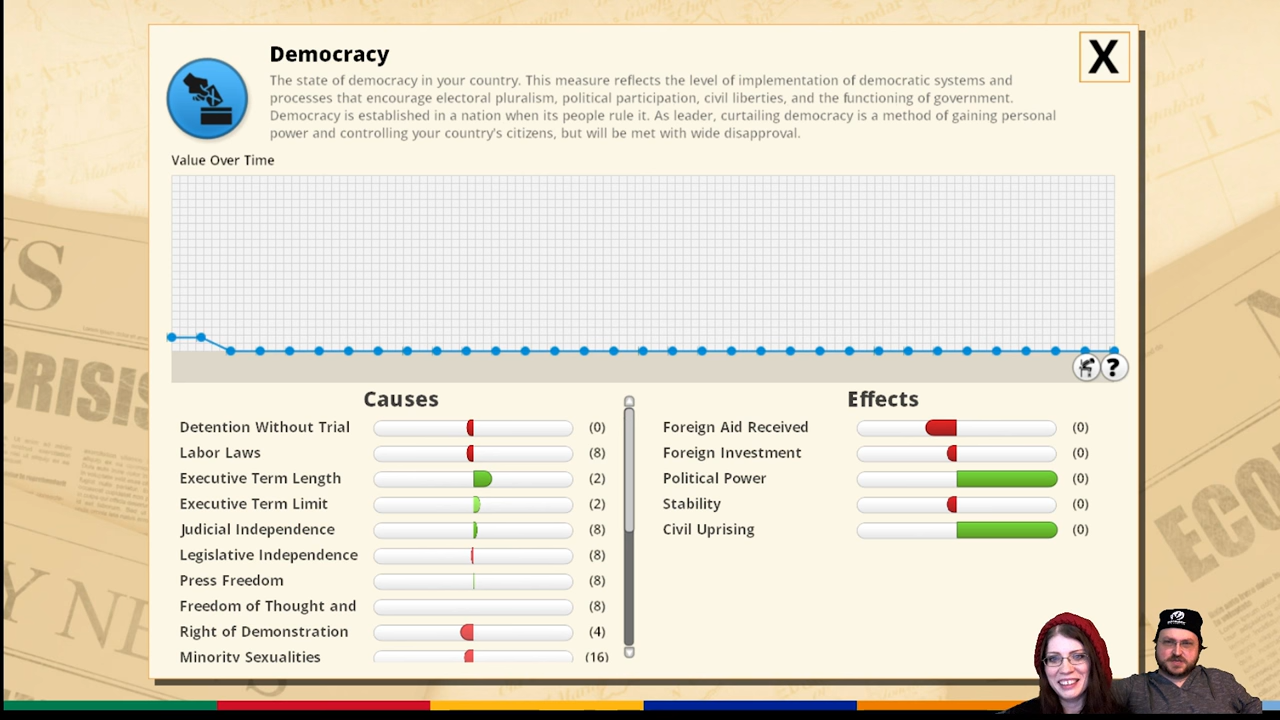 Democracy
X
The state of democracy in your country. This measure reflects the level of implementation of democratic systems and
processes that encourage electoral pluralism, political participation, civil liberties, and the functioning of government.
Democracy is established in a nation when its people rule it. As leader, curtailing democracy is a method of gaining personal
power and controlling your country's citizens, but will be met with wide disapproval.
Value Over Time
?
Causes
Detention Without Trial (0)
Labor Laws (8)
Executive Term Length (2)
Executive Term Limit (2)
Judicial Independence (8)
Legislative Independence (8)
Press Freedom (8)
Freedom of Thought and (8)
Right of Demonstration (4)
Minority Sexualities (16)
Effects
Foreign Aid Received (0)
Foreign Investment (0)
Political Power (0)
Stability (0)
Civil Uprising (0)
CRISIS
ECO